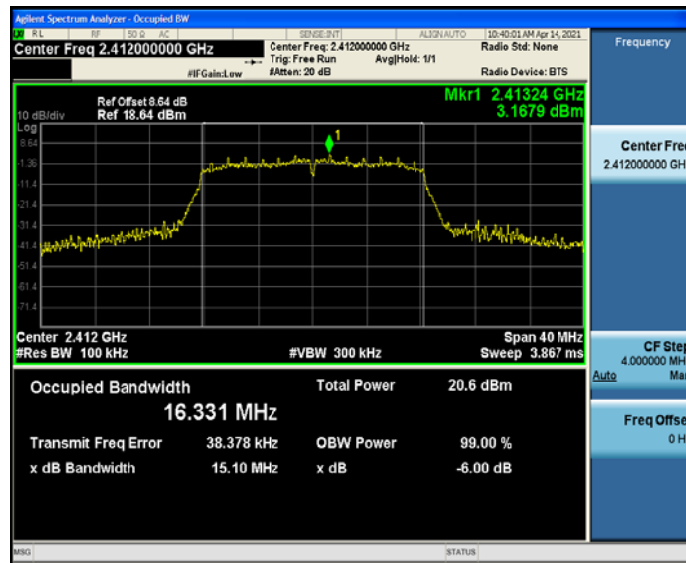 Agilent Spectrum Analyzer - Occupied BW
RL RF 50 Ω AC SENSE:INT ALIGN AUTO 10:40:01 AM Apr 14, 2021
Center Freq 2.412000000 GHz
Center Freq: 2.412000000 GHz
Radio Std: None
Trig: Free Run Avg|Hold: 1/1
#IFGain:Low
#Atten: 20 dB
Radio Device: BTS
Frequency
Ref Offset 8.64 dB
Mkr1 2.41324 GHz
10 dB/div Ref 18.64 dBm
3.1679 dBm
Log
8.64
-1.36
-11.4
-21.4
-31.4
-41.4
-51.4
-61.4
-71.4
1
Center Fre
2.412000000 GH
Center 2.412 GHz
Span 40 MHz
#Res BW 100 kHz
#VBW 300 kHz
Sweep 3.867 ms
CF Step
4.000000 MH
Auto Ma
Occupied Bandwidth
Total Power 20.6 dBm
16.331 MHz
Transmit Freq Error 38.378 kHz
OBW Power 99.00 %
x dB Bandwidth 15.10 MHz
x dB -6.00 dB
Freq Offse
0 H
MSG
STATUS